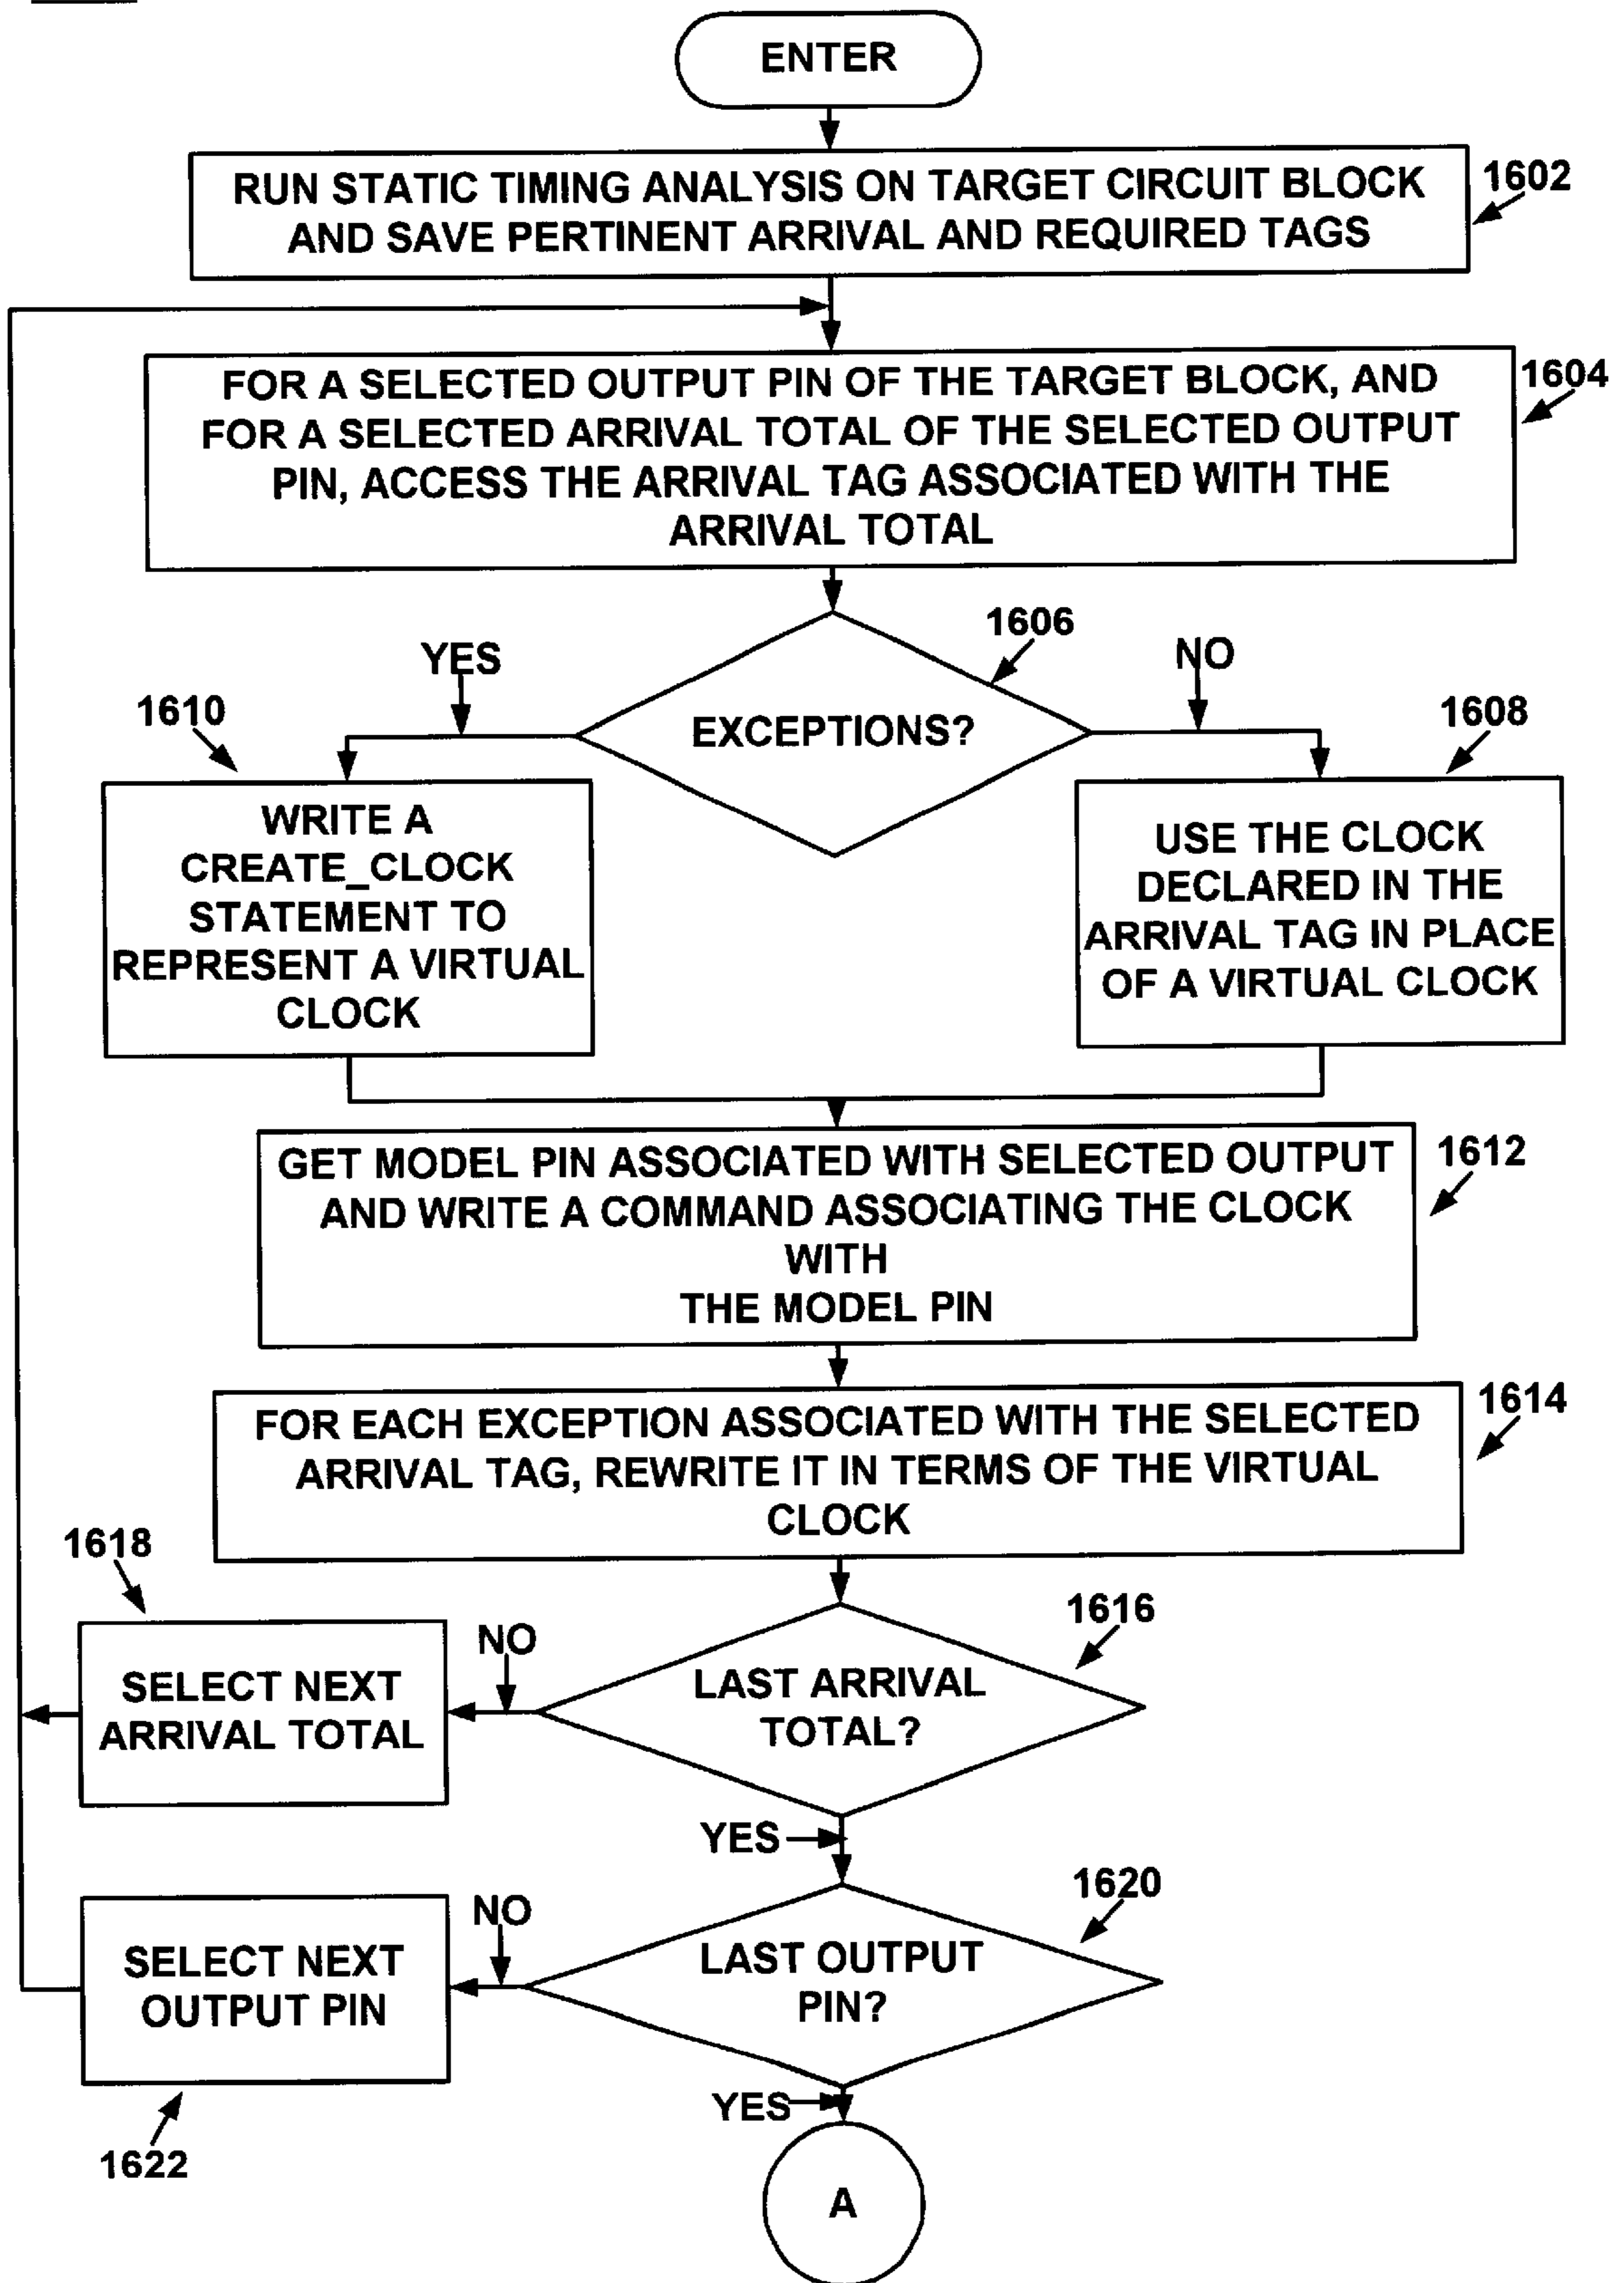 ENTER
RUN STATIC TIMING ANALYSIS ON TARGET CIRCUIT BLOCK
AND SAVE PERTINENT ARRIVAL AND REQUIRED TAGS
1602
FOR A SELECTED OUTPUT PIN OF THE TARGET BLOCK, AND
FOR A SELECTED ARRIVAL TOTAL OF THE SELECTED OUTPUT
PIN, ACCESS THE ARRIVAL TAG ASSOCIATED WITH THE
ARRIVAL TOTAL
1604
1606
YES
NO
EXCEPTIONS?
1610
1608
WRITE A
CREATE_CLOCK
STATEMENT TO
REPRESENT A VIRTUAL
CLOCK
USE THE CLOCK
DECLARED IN THE
ARRIVAL TAG IN PLACE
OF A VIRTUAL CLOCK
GET MODEL PIN ASSOCIATED WITH SELECTED OUTPUT
AND WRITE A COMMAND ASSOCIATING THE CLOCK
WITH
THE MODEL PIN
1612
FOR EACH EXCEPTION ASSOCIATED WITH THE SELECTED
ARRIVAL TAG, REWRITE IT IN TERMS OF THE VIRTUAL
CLOCK
1614
1618
1616
NO
SELECT NEXT
ARRIVAL TOTAL
LAST ARRIVAL
TOTAL?
YES
1620
NO
SELECT NEXT
OUTPUT PIN
LAST OUTPUT
PIN?
YES
1622
A